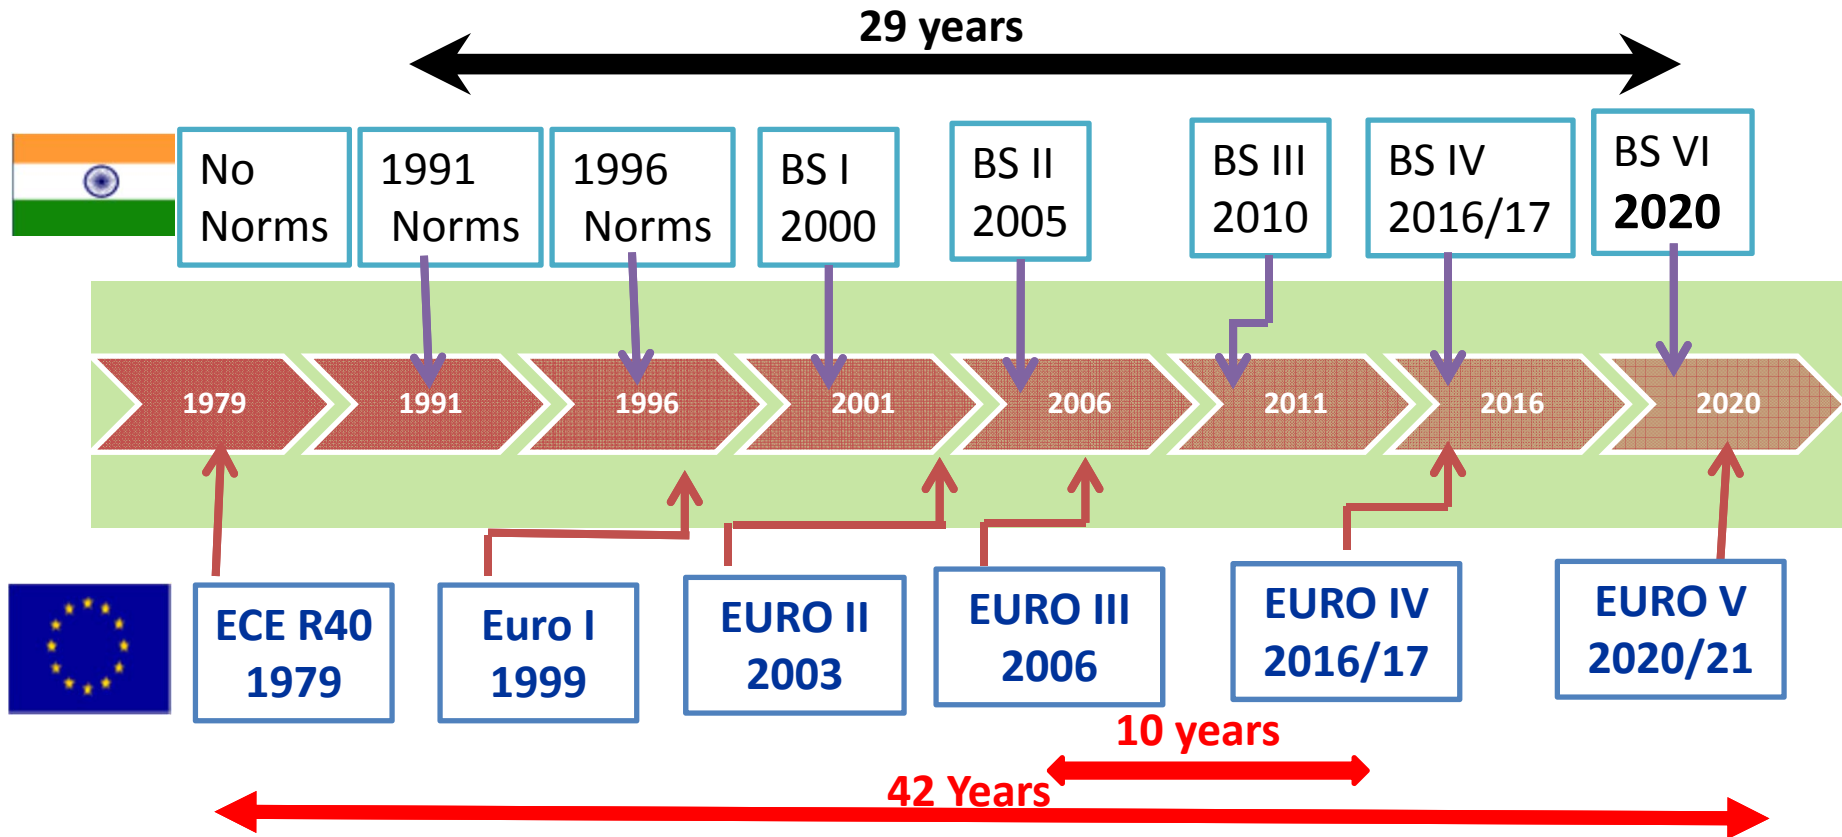 29 years
No
Norms
1991
Norms
1996
Norms
BS I
2000
BS II
2005
BS III
2010
BS IV
2016/17
BS VI
2020
1979
1991
1996
2001
2006
2011
2016
2020
ECE R40
1979
Euro I
1999
EURO II
2003
EURO III
2006
EURO IV
2016/17
EURO V
2020/21
10 years
42 Years